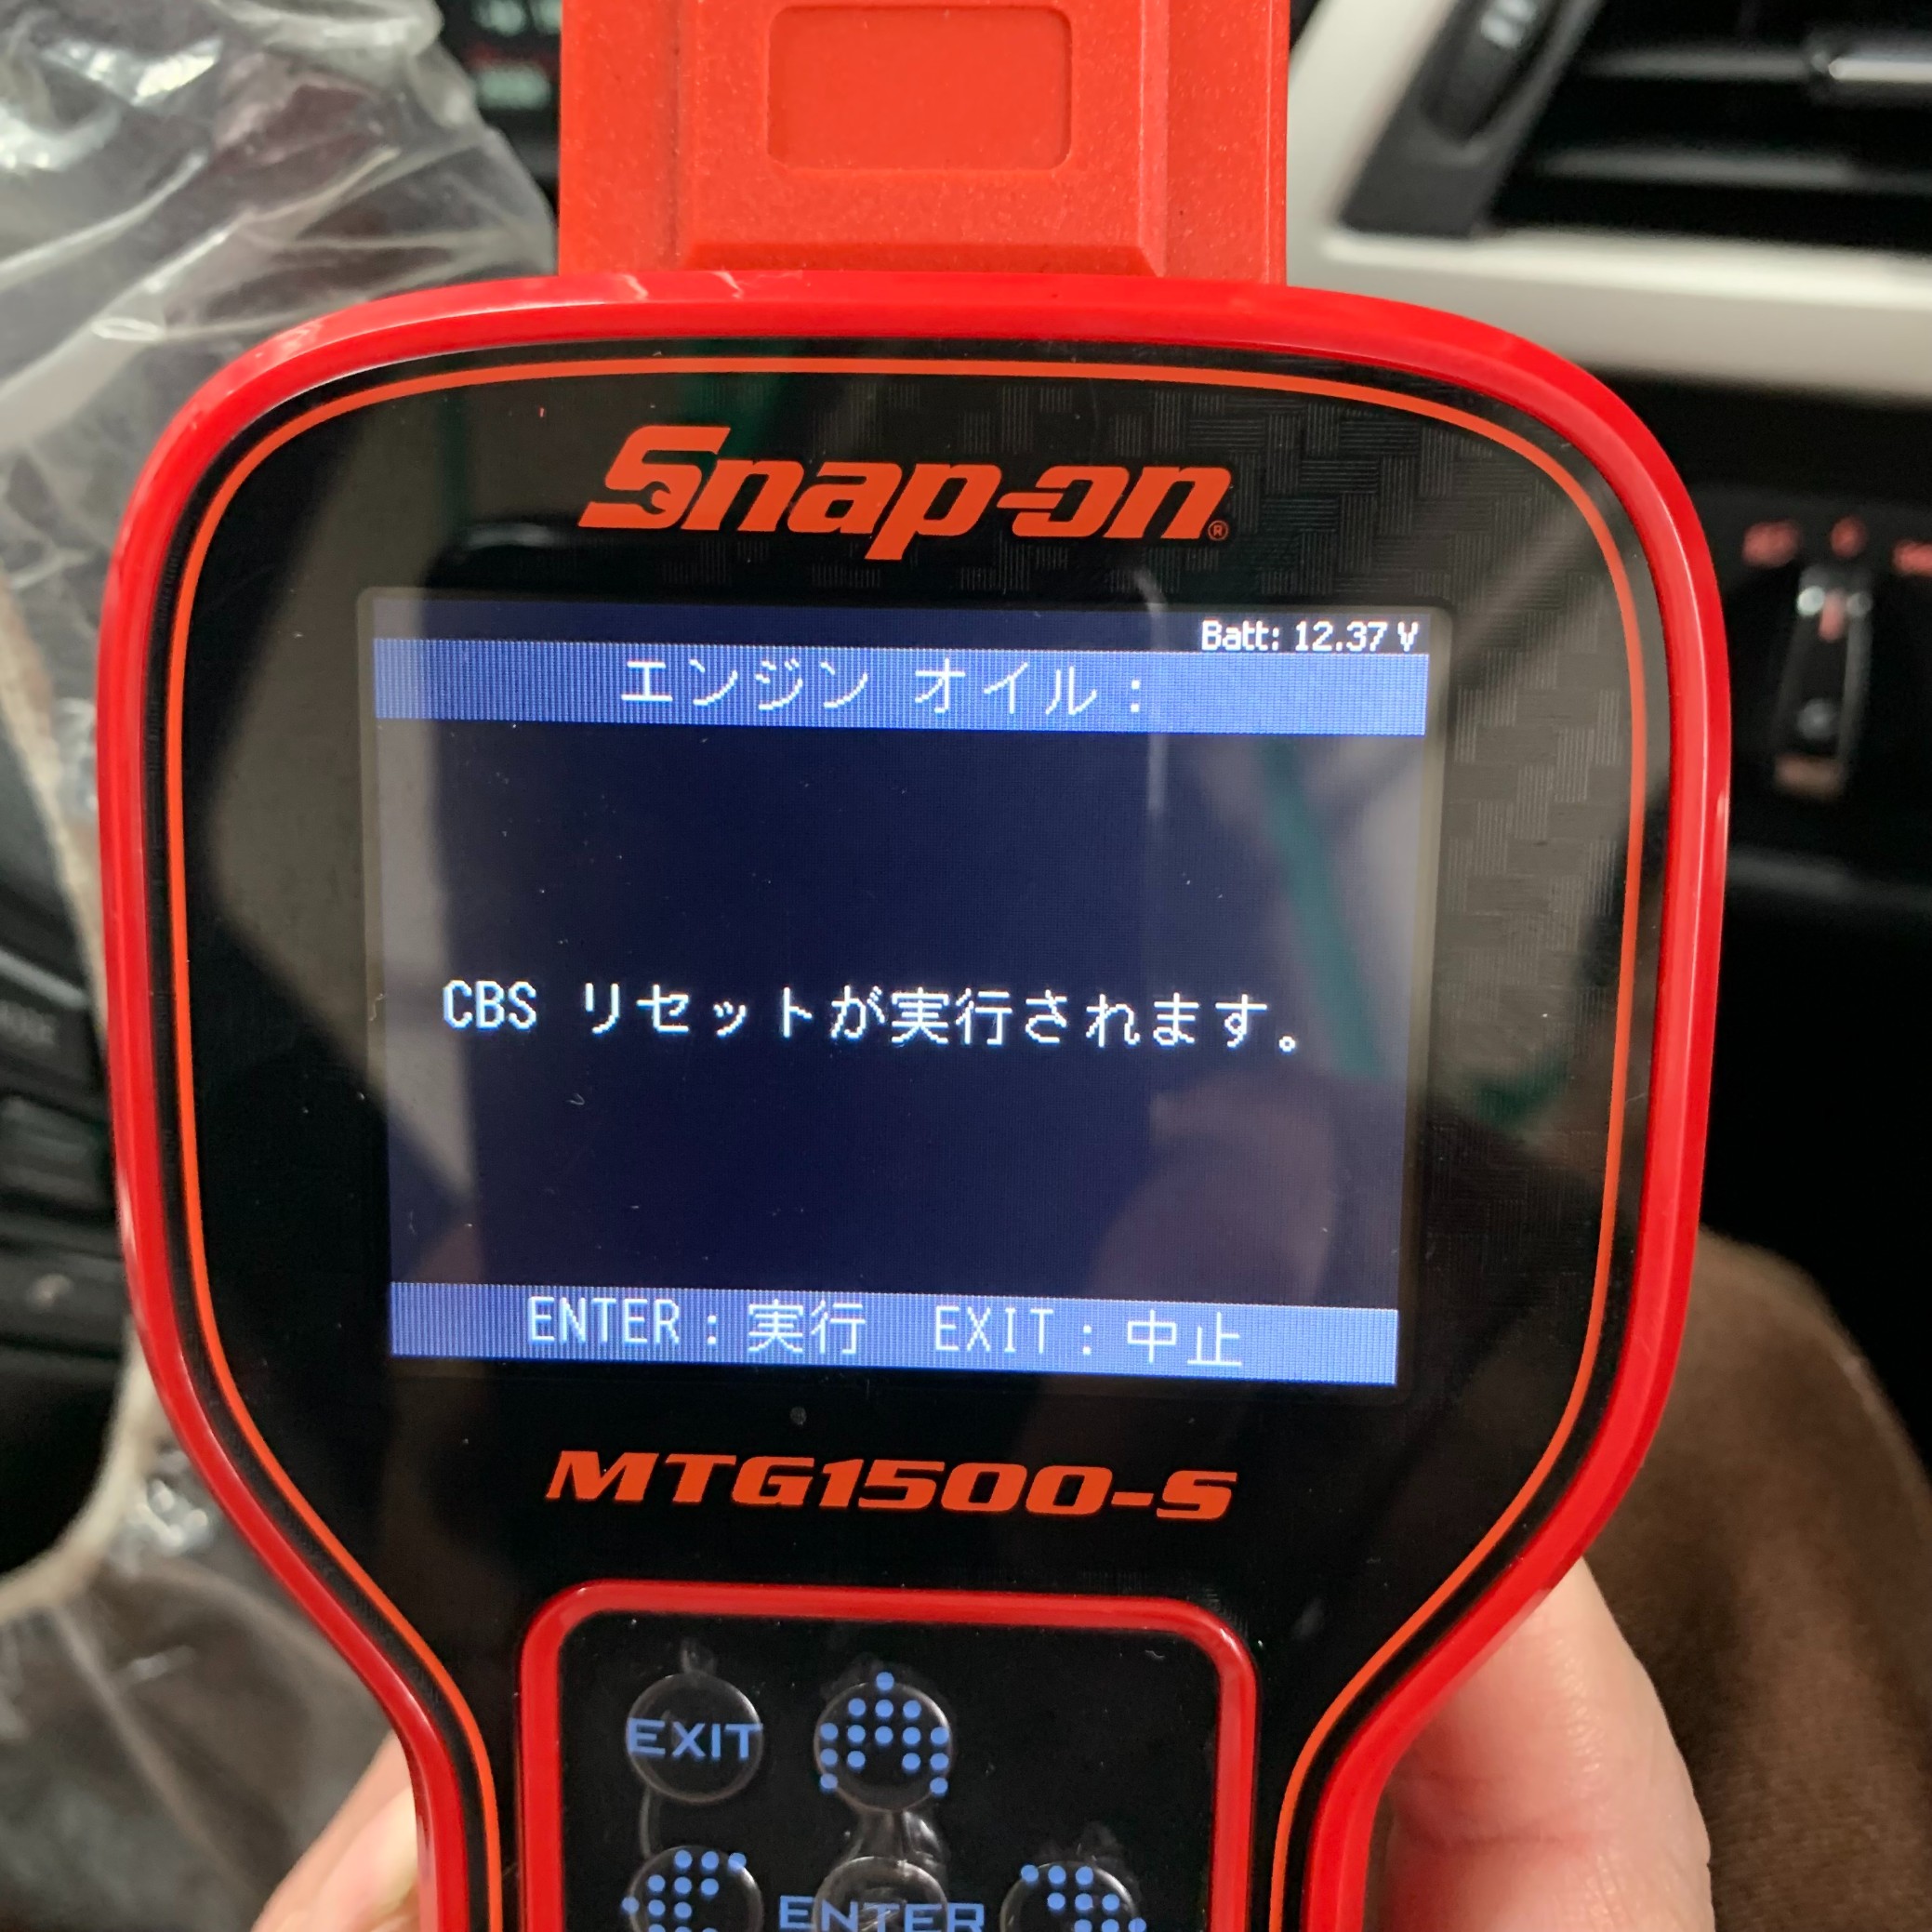 Snap-on®
Batt: 12.37 V
エンジン オイル:
CBS リセットが実行されます。
ENTER:実行 EXIT:中止
MTG1500-S
EXIT
ENTER